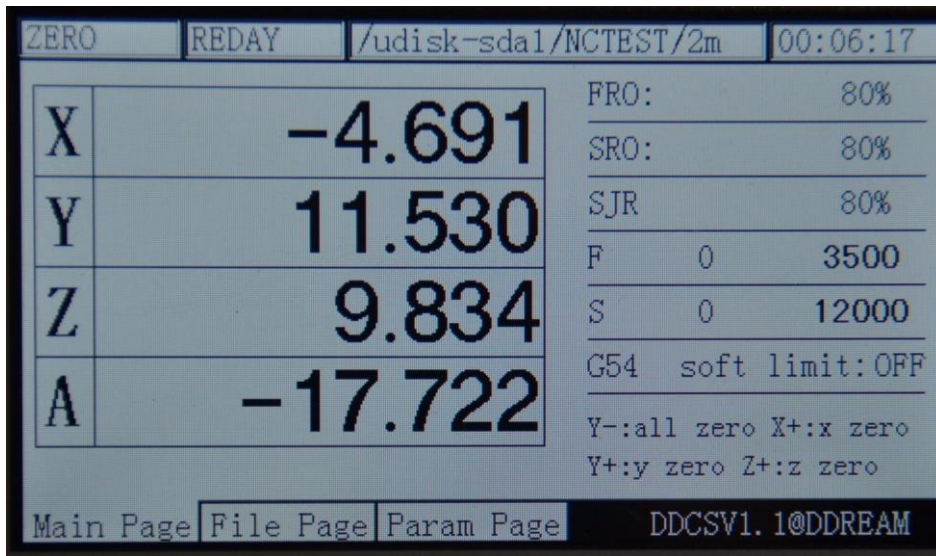 ZERO REDAY /udisk-sda1/NCTEST/2m 00:06:17
X -4.691
Y 11.530
Z 9.834
A -17.722
FRO: 80%
SRO: 80%
SJR 80%
F 0 3500
S 0 12000
G54 soft limit:OFF
Y-:all zero X+:x zero
Y+:y zero Z+:z zero
Main Page File Page Param Page DDCSV1.1@DDREAM